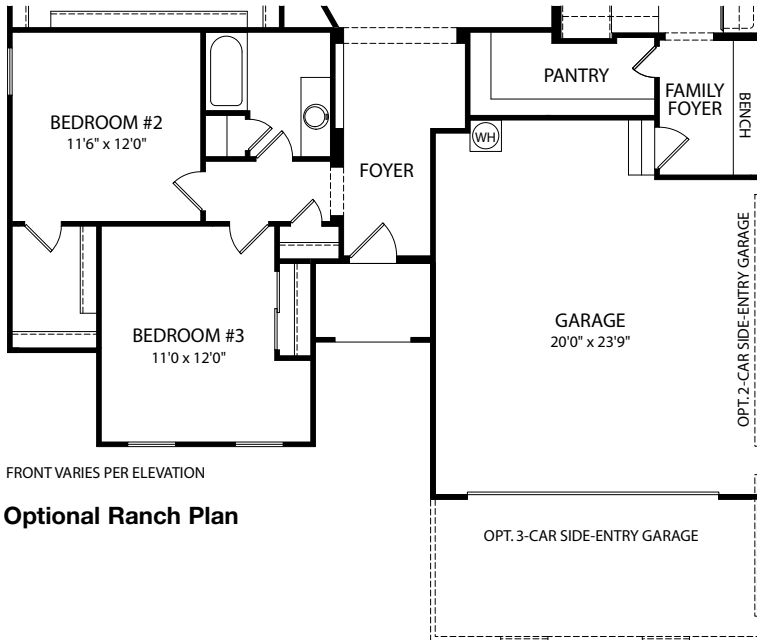 PANTRY
FAMILY
FOYER
BENCH
BEDROOM #2
11'6" x 12'0"
WH
FOYER
OPT. 2-CAR SIDE-ENTRY GARAGE
GARAGE
20'0" x 23'9"
BEDROOM #3
11'0 x 12'0"
FRONT VARIES PER ELEVATION
Optional Ranch Plan
OPT. 3-CAR SIDE-ENTRY GARAGE